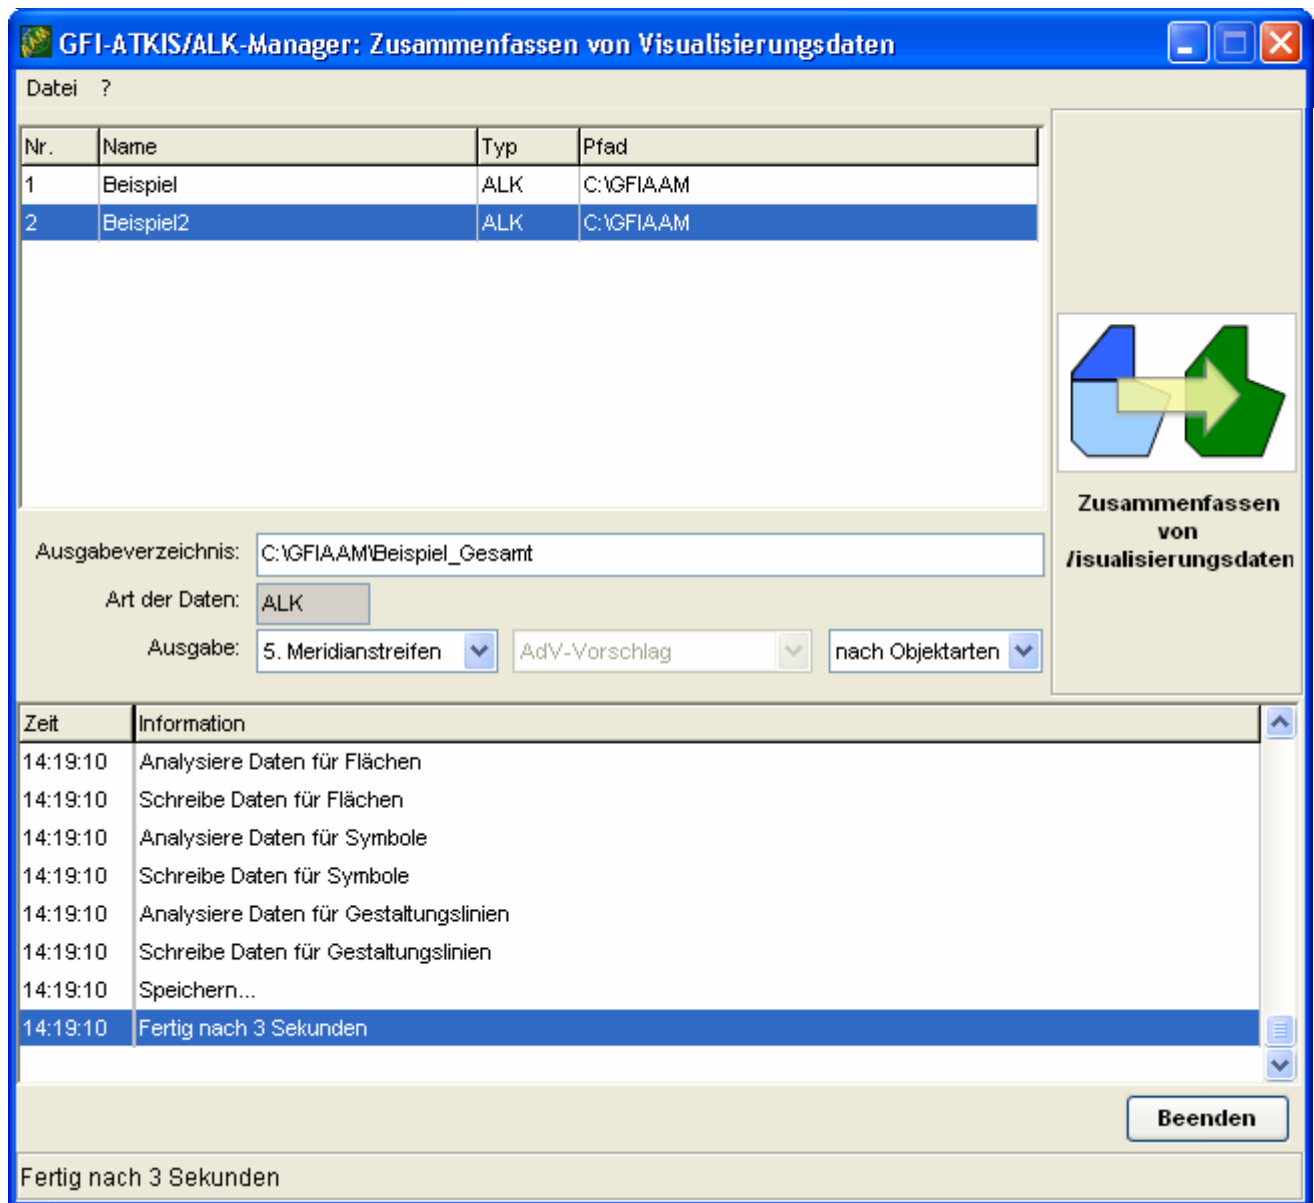 GFI-ATKIS/ALK-Manager: Zusammenfassen von Visualisierungsdaten
Datei ?
Nr. Name Typ Pfad
1 Beispiel ALK C:\GFIAAM
2 Beispiel2 ALK C:\GFIAAM
Zusammenfassen
von
/isualisierungsdaten
Ausgabeverzeichnis: C:\GFIAAM\Beispiel_Gesamt
Art der Daten: ALK
Ausgabe: 5. Meridianstreifen AdV-Vorschlag nach Objektarten
Zeit Information
14:19:10 Analysiere Daten für Flächen
14:19:10 Schreibe Daten für Flächen
14:19:10 Analysiere Daten für Symbole
14:19:10 Schreibe Daten für Symbole
14:19:10 Analysiere Daten für Gestaltungslinien
14:19:10 Schreibe Daten für Gestaltungslinien
14:19:10 Speichern...
14:19:10 Fertig nach 3 Sekunden
Beenden
Fertig nach 3 Sekunden